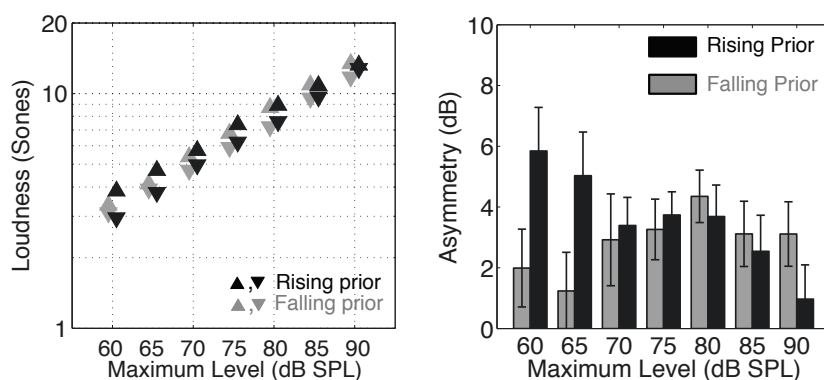 20
10
1
Loudness (Sones)
▲,▼ Rising prior
▲,▼ Falling prior
60 65 70 75 80 85 90
Maximum Level (dB SPL)
10
8
6
4
2
0
Asymmetry (dB)
Rising Prior
Falling Prior
60 65 70 75 80 85 90
Maximum Level (dB SPL)